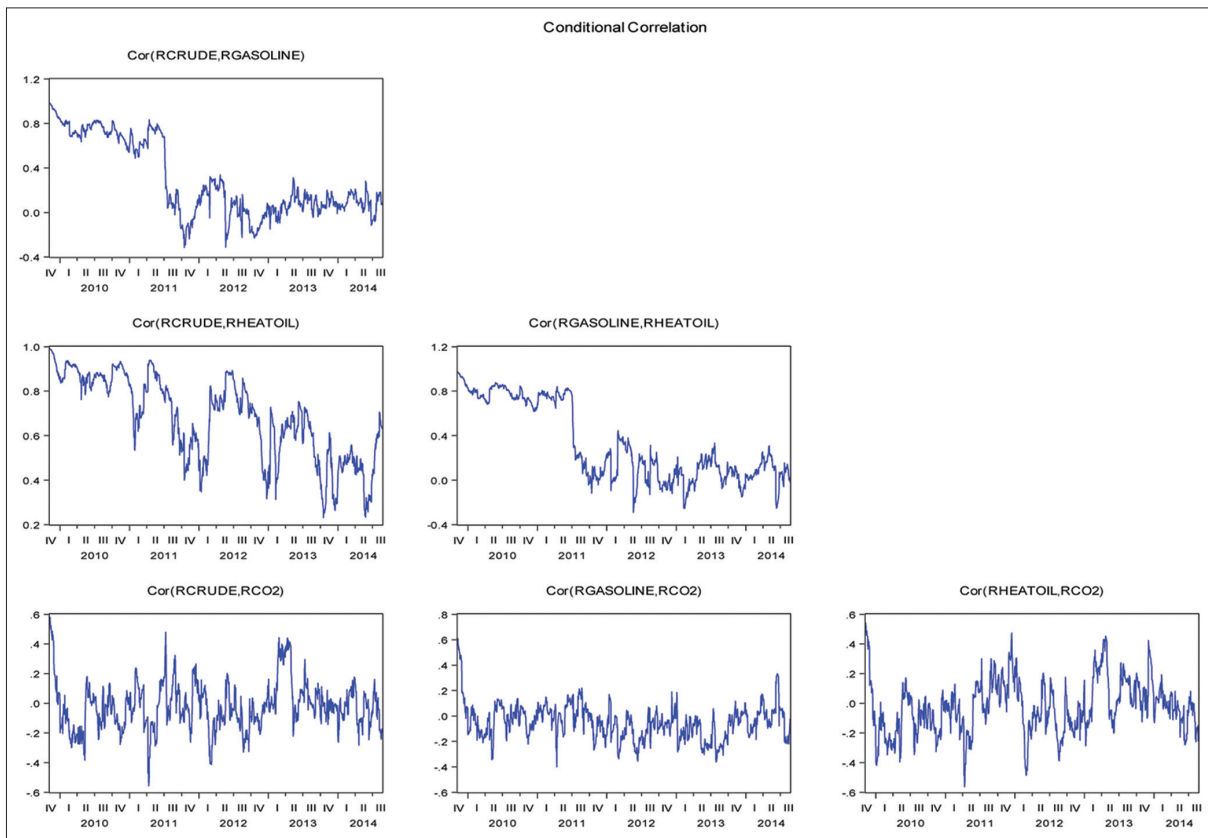 Conditional Correlation
Cor(RCRUDE,RGASOLINE)
1.2
0.8
0.4
0.0
-0.4
IV I II III IV I II III IV I II III IV I II III IV I II III
2010 2011 2012 2013 2014
Cor(RCRUDE,RHEATOIL)
1.0
0.8
0.6
0.4
0.2
IV I II III IV I II III IV I II III IV I II III IV I II III
2010 2011 2012 2013 2014
Cor(RGASOLINE,RHEATOIL)
1.2
0.8
0.4
0.0
-0.4
IV I II III IV I II III IV I II III IV I II III IV I II III
2010 2011 2012 2013 2014
Cor(RCRUDE,RCO2)
.6
.4
.2
.0
-.2
-.4
-.6
IV I II III IV I II III IV I II III IV I II III IV I II III
2010 2011 2012 2013 2014
Cor(RGASOLINE,RCO2)
.8
.6
.4
.2
.0
-.2
-.4
-.6
IV I II III IV I II III IV I II III IV I II III IV I II III
2010 2011 2012 2013 2014
Cor(RHEATOIL,RCO2)
.6
.4
.2
.0
-.2
-.4
-.6
IV I II III IV I II III IV I II III IV I II III IV I II III
2010 2011 2012 2013 2014